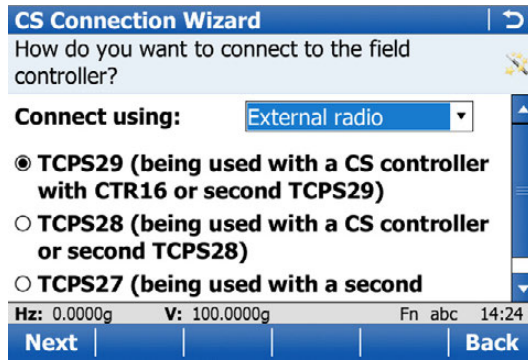 CS Connection Wizard
How do you want to connect to the field
controller?
Connect using: External radio
TCPS29 (being used with a CS controller
with CTR16 or second TCPS29)
TCPS28 (being used with a CS controller
or second TCPS28)
TCPS27 (being used with a second
Hz: 0.0000g V: 100.0000g Fn abc 14:24
Next Back